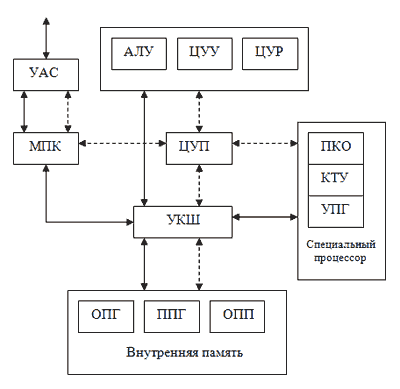 АЛУ ЦУУ ЦУР
УАС
МПК ЦУП ПКО
КТУ
УКШ УПГ
Специальный
процессор
ОПГ ППГ ОПП
Внутренняя память